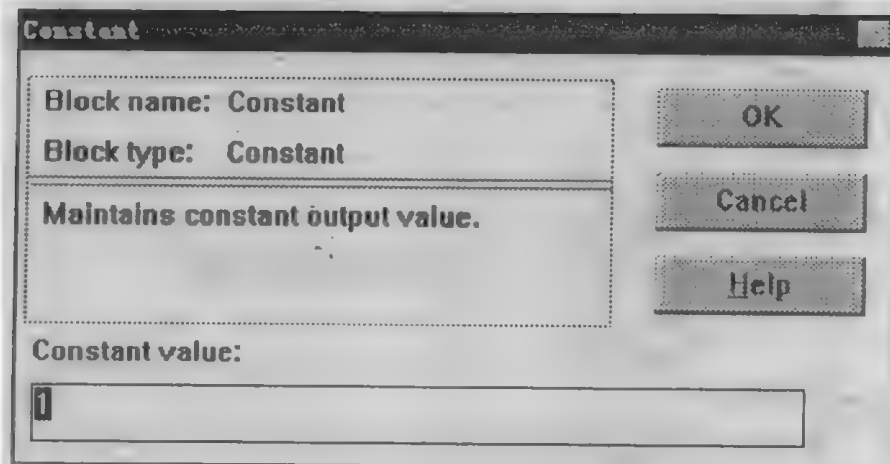 Constant
Block name: Constant
Block type: Constant
Maintains constant output value.
Constant value:
1
OK
Cancel
Help